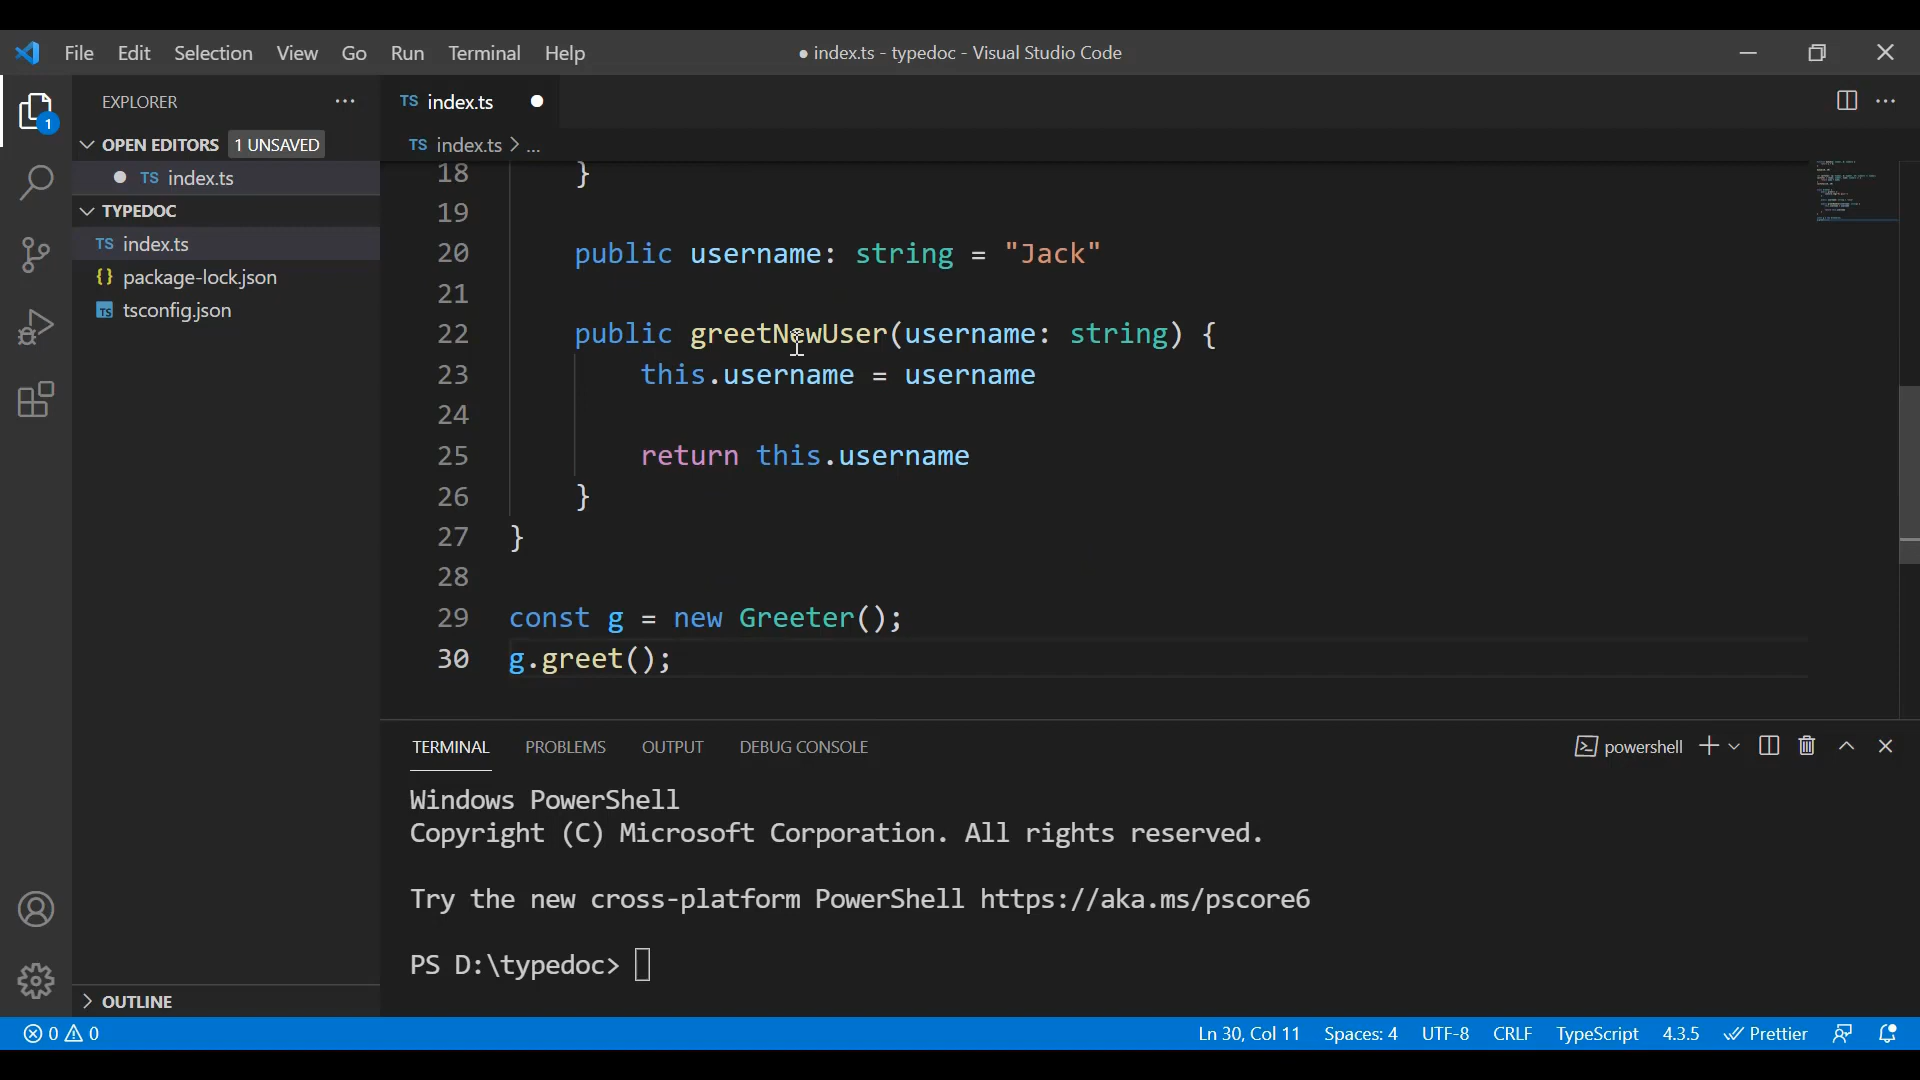 File Edit Selection View Go Run Terminal Help
● index.ts - typedoc - Visual Studio Code
EXPLORER
1
OPEN EDITORS 1 UNSAVED
TS index.ts
TYPEDOC
TS index.ts
{} package-lock.json
TS tsconfig.json
OUTLINE
TS index.ts
TS index.ts > ...
18 }
19
20 public username: string = "Jack"
21
22 public greetNewUser(username: string) {
23 this.username = username
24
25 return this.username
26 }
27 }
28
29 const g = new Greeter();
30 g.greet();
TERMINAL PROBLEMS OUTPUT DEBUG CONSOLE
powershell
Windows PowerShell
Copyright (C) Microsoft Corporation. All rights reserved.
Try the new cross-platform PowerShell https://aka.ms/pscore6
PS D:\typedoc>
0 0
Ln 30, Col 11 Spaces: 4 UTF-8 CRLF TypeScript 4.3.5 Prettier